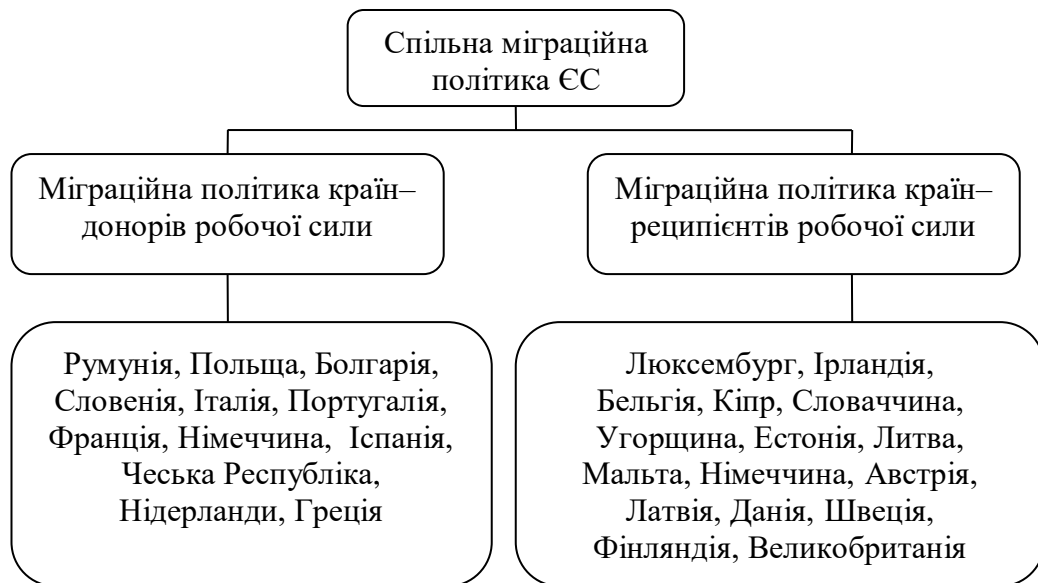 Спільна міграційна
політика ЄС
Міграційна політика країн–
донорів робочої сили
Міграційна політика країн–
реципієнтів робочої сили
Румунія, Польща, Болгарія,
Словенія, Італія, Португалія,
Франція, Німеччина, Іспанія,
Чеська Республіка,
Нідерланди, Греція
Люксембург, Ірландія,
Бельгія, Кіпр, Словаччина,
Угорщина, Естонія, Литва,
Мальта, Німеччина, Австрія,
Латвія, Данія, Швеція,
Фінляндія, Великобританія